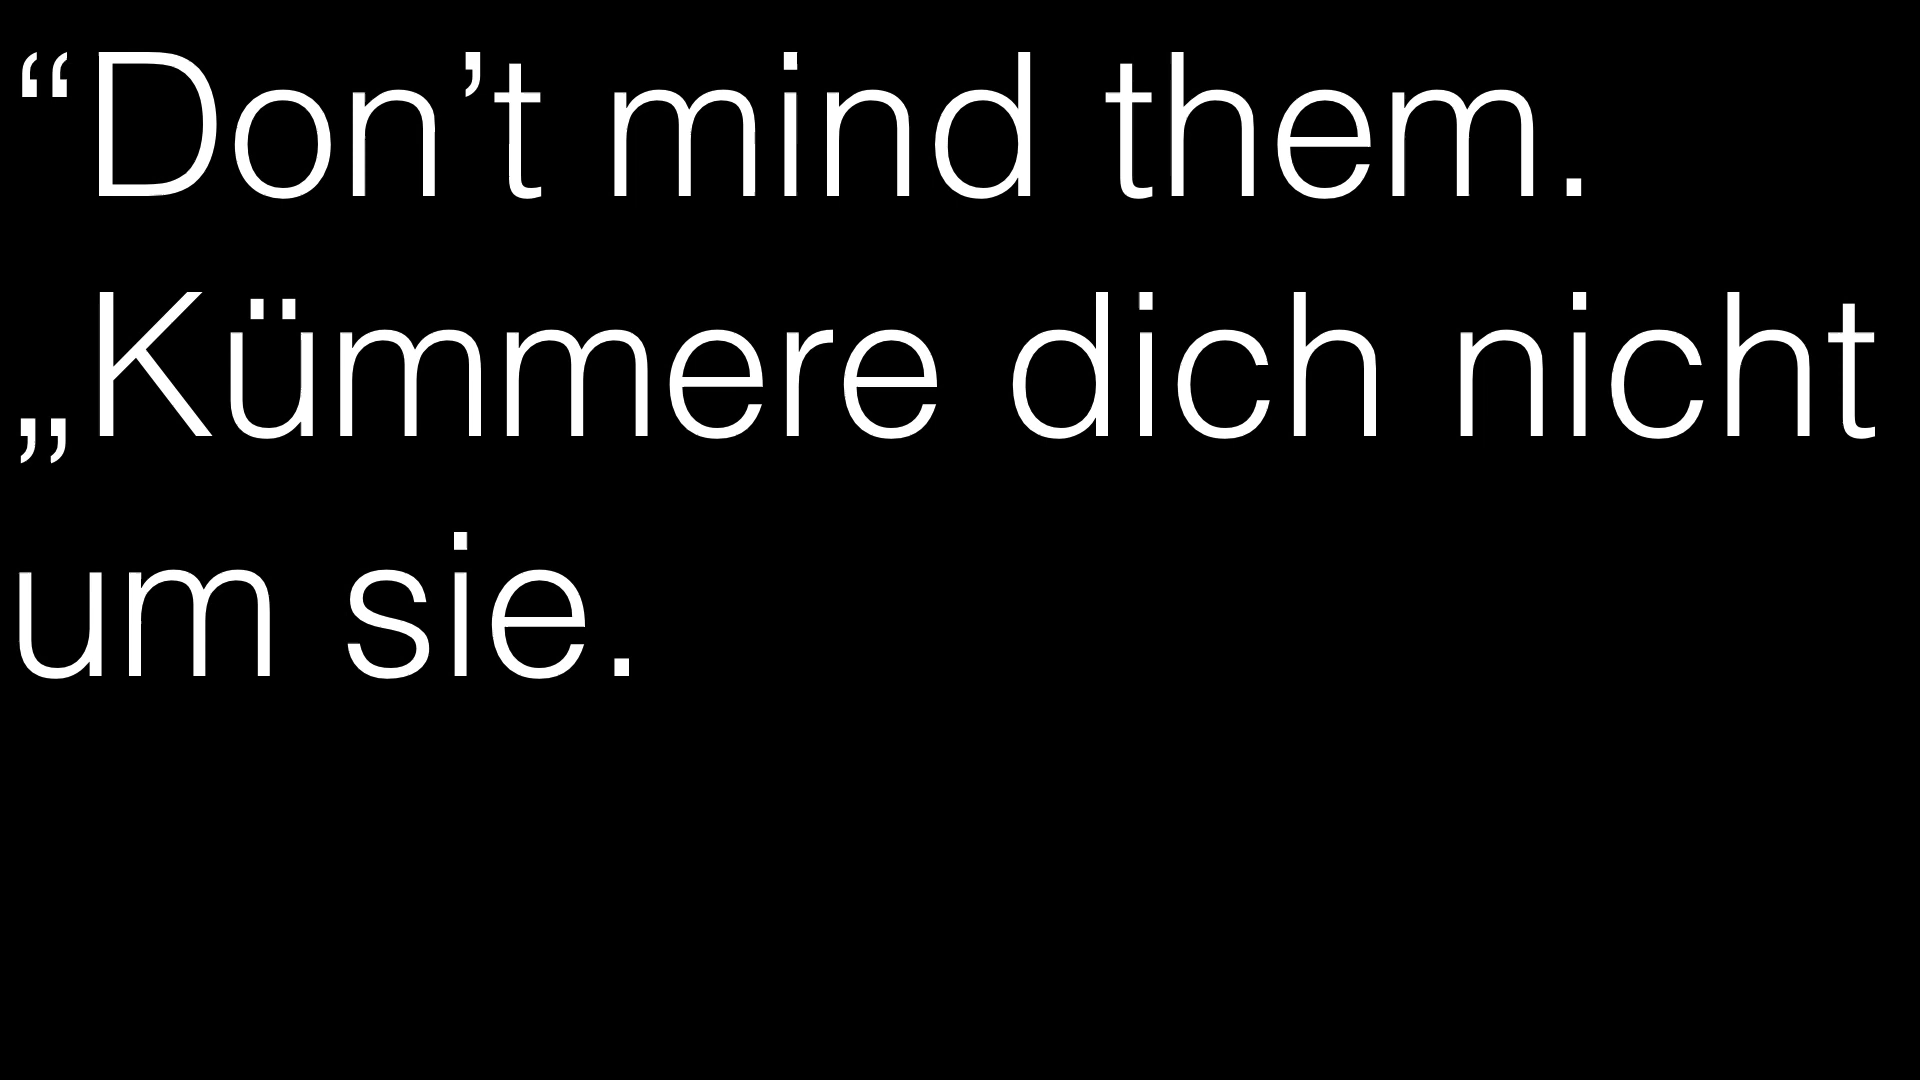 “Don’t mind them.
„Kümmere dich nicht
um sie.